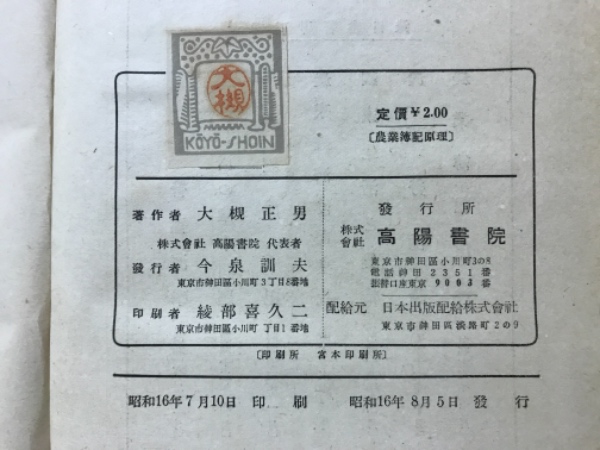 大槻
KŌYŌ-SHOIN
定價¥2.00
〔農業簿記原理〕
著作者 大槻正男
株式會社 高陽書院 代表者
發行者 今泉訓夫
東京市神田區小川町3丁目8番地
印刷者 綾部喜久二
東京市神田區小川町 丁目1番地
發行所
株式會社 高陽書院
東京市神田區小川町3の8
電話神田2351番
振替口座東京9003番
配給元 日本出版配給株式會社
東京市神田區淡路町2の9
〔印刷所 宮本印刷所〕
昭和16年7月10日 印刷
昭和16年8月5日 發行